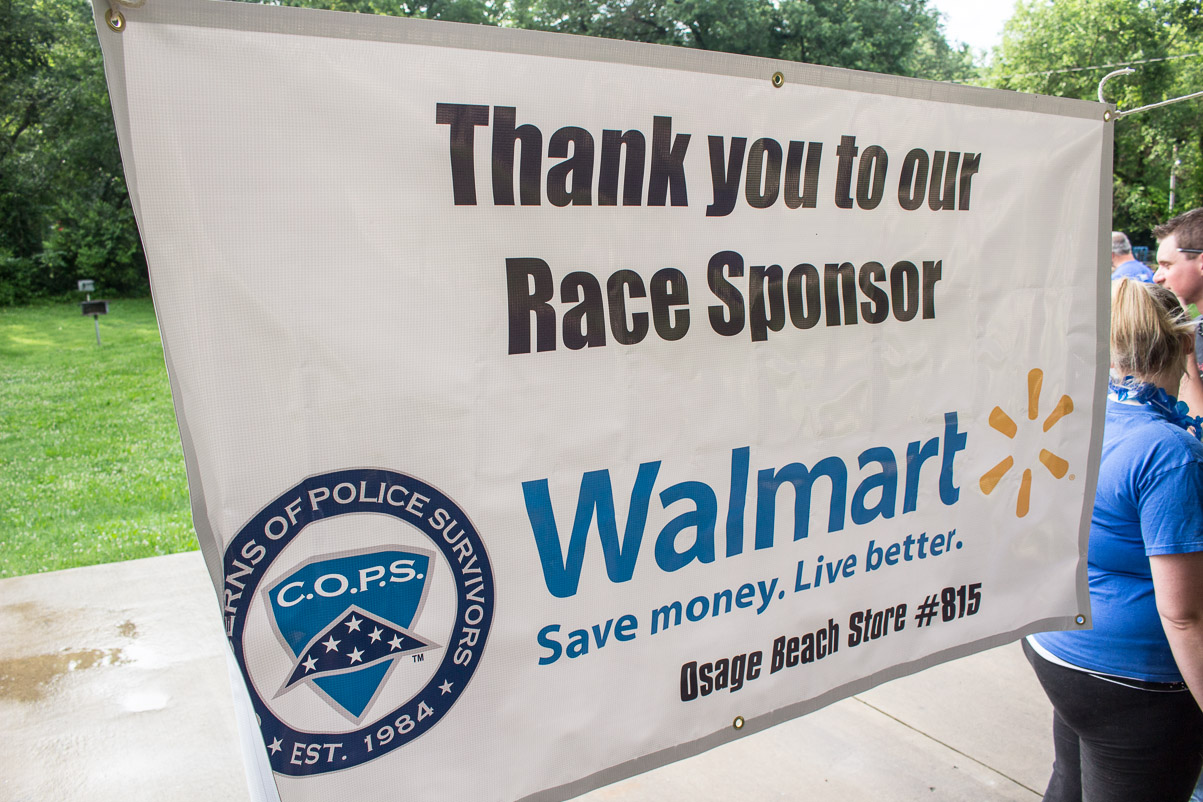 Thank you to our
Race Sponsor
Walmart
Save money. Live better.
Osage Beach Store #815
ERNS OF POLICE SURVIVORS
C.O.P.S.
TM
EST. 1984